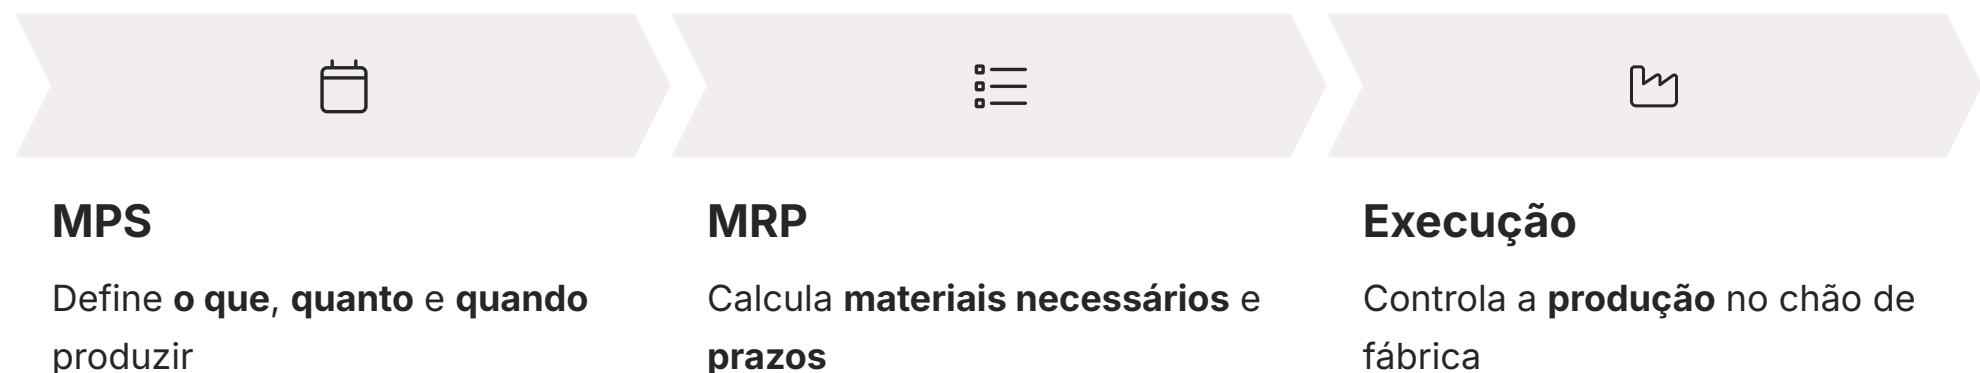 MPS
Define o que, quanto e quando
produzir
MRP
Calcula materiais necessários e
prazos
Execução
Controla a produção no chão de
fábrica